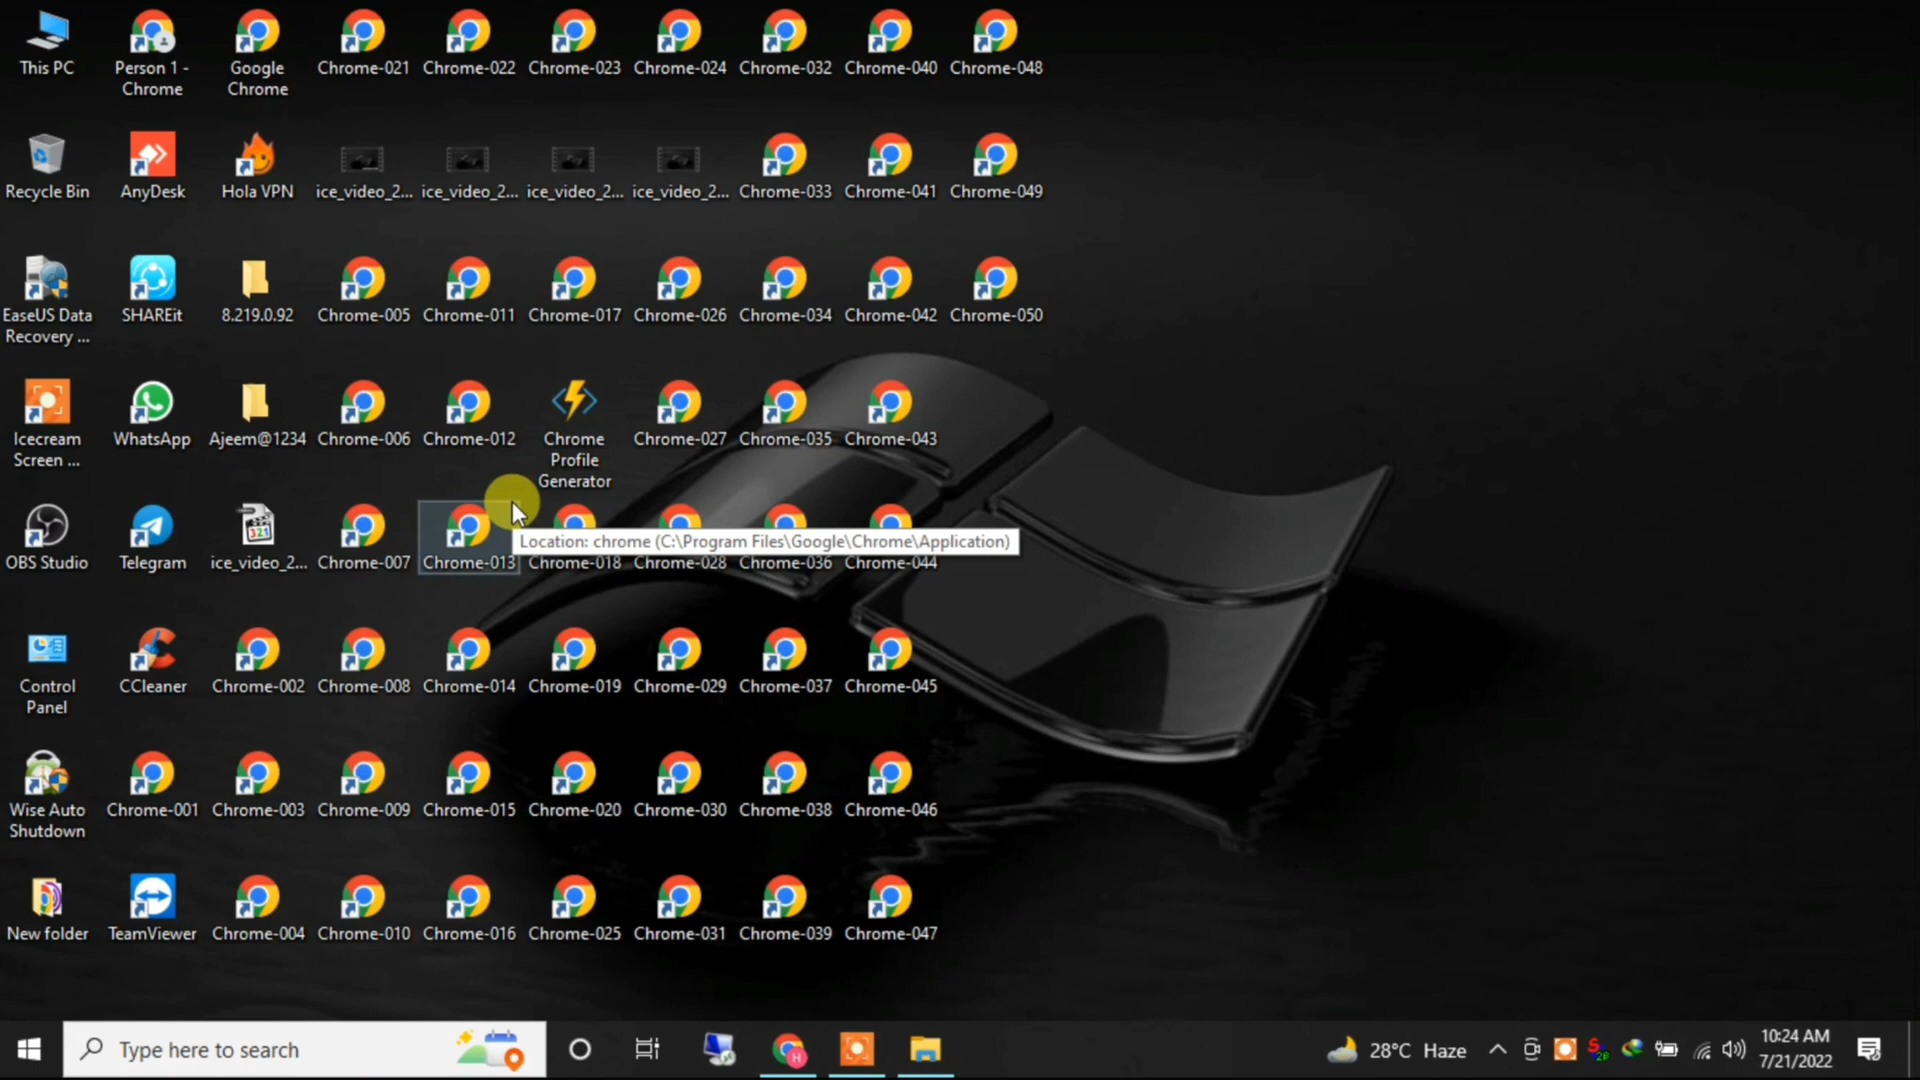 This PC
Person 1 -
Chrome
Google
Chrome
Chrome-021
Chrome-022
Chrome-023
Chrome-024
Chrome-032
Chrome-040
Chrome-048
Recycle Bin
AnyDesk
Hola VPN
ice_video_2...
ice_video_2...
ice_video_2...
ice_video_2...
Chrome-033
Chrome-041
Chrome-049
EaseUS Data
Recovery ...
SHAREit
8.219.0.92
Chrome-005
Chrome-011
Chrome-017
Chrome-026
Chrome-034
Chrome-042
Chrome-050
Icecream
Screen ...
WhatsApp
Ajeem@1234
Chrome-006
Chrome-012
Chrome
Profile
Generator
Chrome-027
Chrome-035
Chrome-043
OBS Studio
Telegram
321
ice_video_2...
Chrome-007
Chrome-013
Location: chrome (C:\Program Files\Google\Chrome\Application)
Chrome-018
Chrome-028
Chrome-036
Chrome-044
Control
Panel
CCleaner
Chrome-002
Chrome-008
Chrome-014
Chrome-019
Chrome-029
Chrome-037
Chrome-045
Wise Auto
Shutdown
Chrome-001
Chrome-003
Chrome-009
Chrome-015
Chrome-020
Chrome-030
Chrome-038
Chrome-046
New folder
TeamViewer
Chrome-004
Chrome-010
Chrome-016
Chrome-025
Chrome-031
Chrome-039
Chrome-047
Type here to search
H
28°C Haze
10:24 AM
7/21/2022